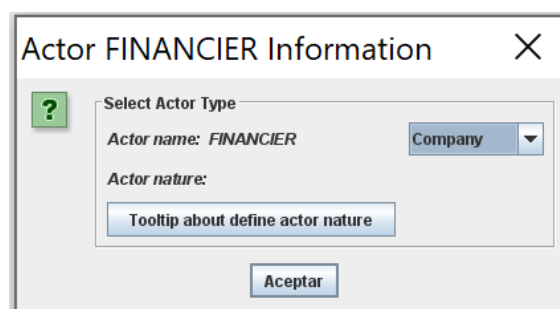 Actor FINANCIER Information
?
Select Actor Type
Actor name: FINANCIER
Company
Actor nature:
Tooltip about define actor nature
Aceptar